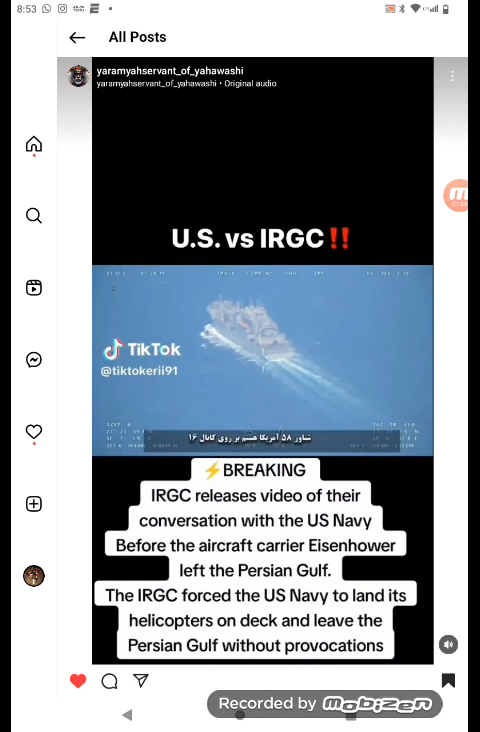 8:53
All Posts
yaramyahservant_of_yahawashi
yaramyahservant_of_yahawashi • Original audio
U.S. vs IRGC‼️
TikTok
@tiktokerii91
شناور ۵۸ آمریکا هستم بر روی کانال ۱۶
⚡BREAKING
IRGC releases video of their
conversation with the US Navy
Before the aircraft carrier Eisenhower
left the Persian Gulf.
The IRGC forced the US Navy to land its
helicopters on deck and leave the
Persian Gulf without provocations
Recorded by MOBIZEN